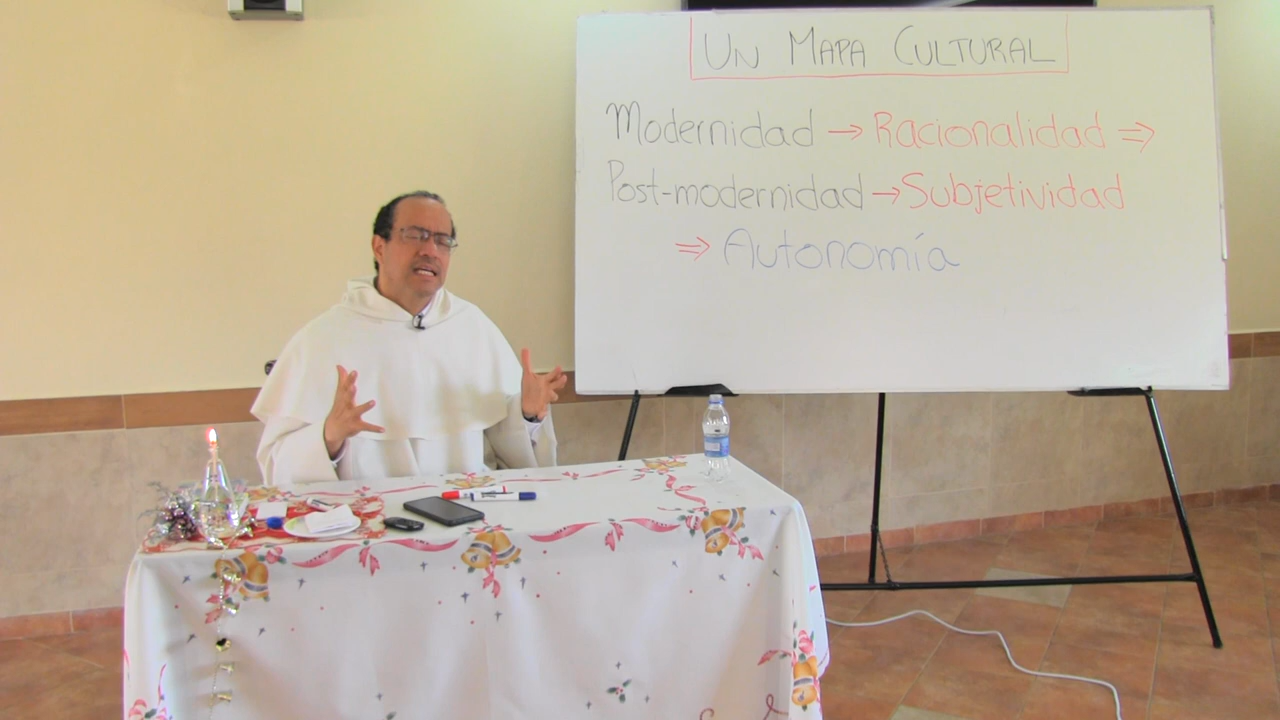 UN MAPA CULTURAL
Modernidad → Racionalidad ⇒
Post-modernidad → Subjetividad
⇒ Autonomía